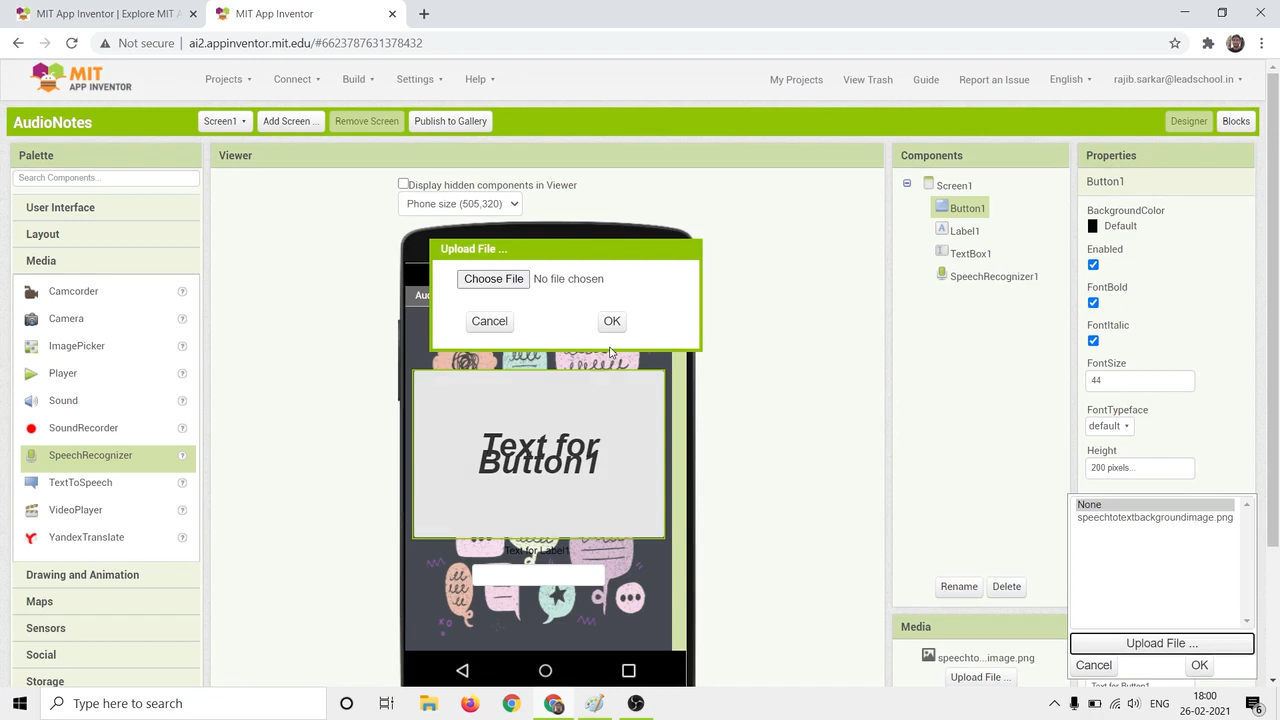 MIT App Inventor | Explore MIT A
MIT App Inventor
Not secure
ai2.appinventor.mit.edu/#6623787631378432
MIT
APP INVENTOR
Projects
Connect
Build
Settings
Help
My Projects
View Trash
Guide
Report an Issue
English
rajib.sarkar@leadschool.in
AudioNotes
Screen1
Add Screen ...
Remove Screen
Publish to Gallery
Designer
Blocks
Palette
Search Components...
User Interface
Layout
Media
Camcorder
Camera
ImagePicker
Player
Sound
SoundRecorder
SpeechRecognizer
TextToSpeech
VideoPlayer
YandexTranslate
Drawing and Animation
Maps
Sensors
Social
Storage
Viewer
Display hidden components in Viewer
Phone size (505,320)
Upload File ...
Choose File No file chosen
Cancel
OK
Text for
Button1
Text for Label1
Components
Screen1
Button1
Label1
TextBox1
SpeechRecognizer1
Rename
Delete
Media
speechto...image.png
Upload File ...
Properties
Button1
BackgroundColor
Default
Enabled
FontBold
FontItalic
FontSize
44
FontTypeface
default
Height
200 pixels...
None
speechtotextbackgroundimage.png
Upload File ...
Cancel
OK
Text for Button1
Type here to search
ENG
18:00
26-02-2021
6